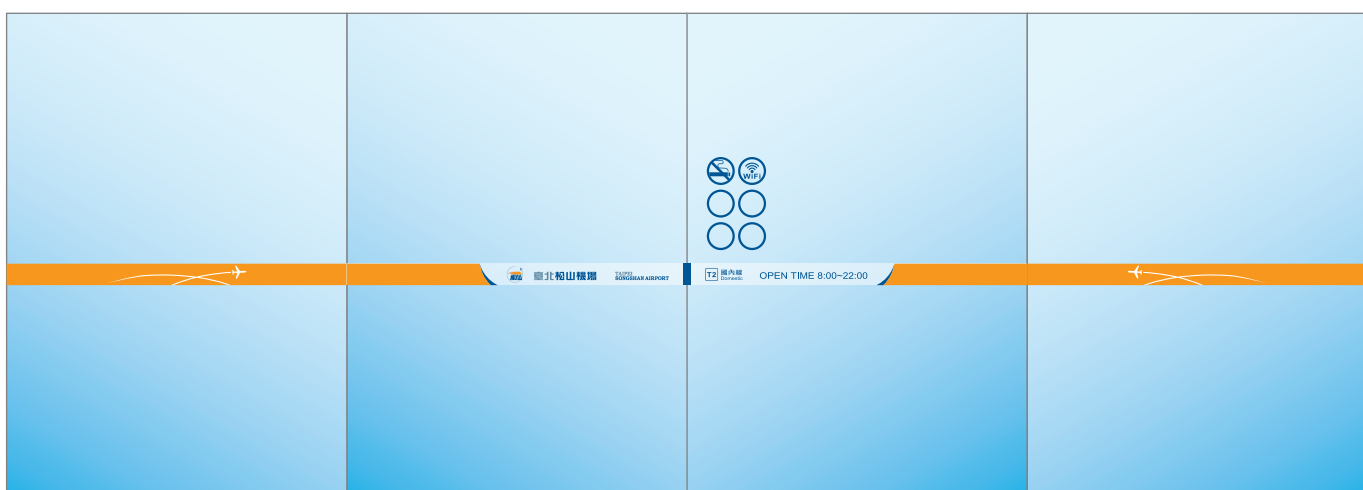 WiFi
臺北松山機場
TAIPEI
SONGSHAN AIRPORT
T2
國內線
Domestic
OPEN TIME 8:00~22:00